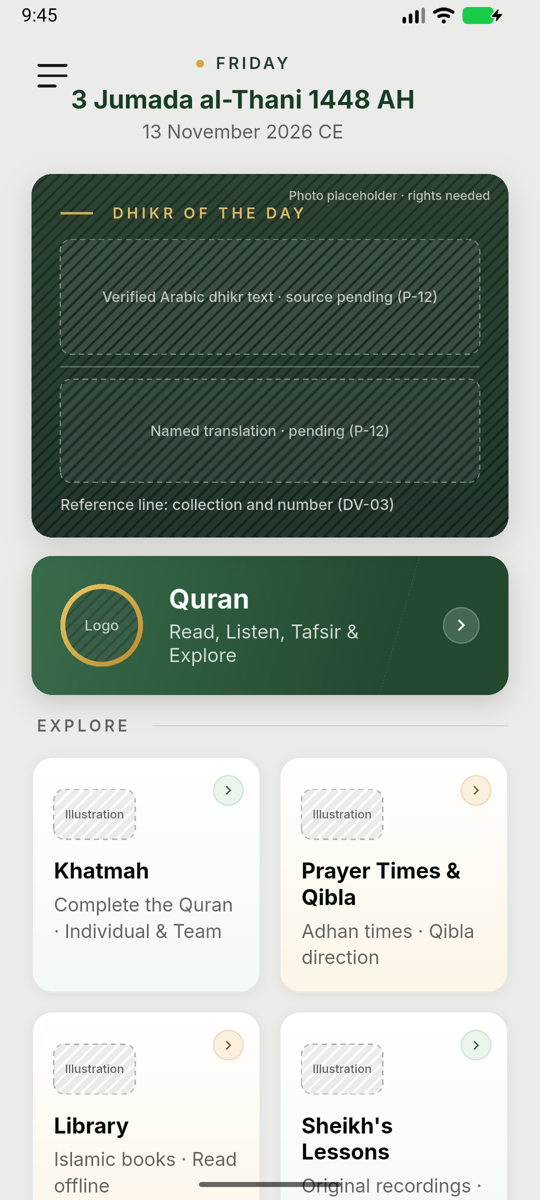 9:45
FRIDAY
3 Jumada al-Thani 1448 AH
13 November 2026 CE
Photo placeholder · rights needed
DHIKR OF THE DAY
Verified Arabic dhikr text · source pending (P-12)
Named translation · pending (P-12)
Reference line: collection and number (DV-03)
Logo
Quran
Read, Listen, Tafsir &
Explore
EXPLORE
Illustration
Khatmah
Complete the Quran
· Individual & Team
Illustration
Prayer Times &
Qibla
Adhan times · Qibla
direction
Illustration
Library
Islamic books · Read
offline
Illustration
Sheikh's
Lessons
Original recordings ·